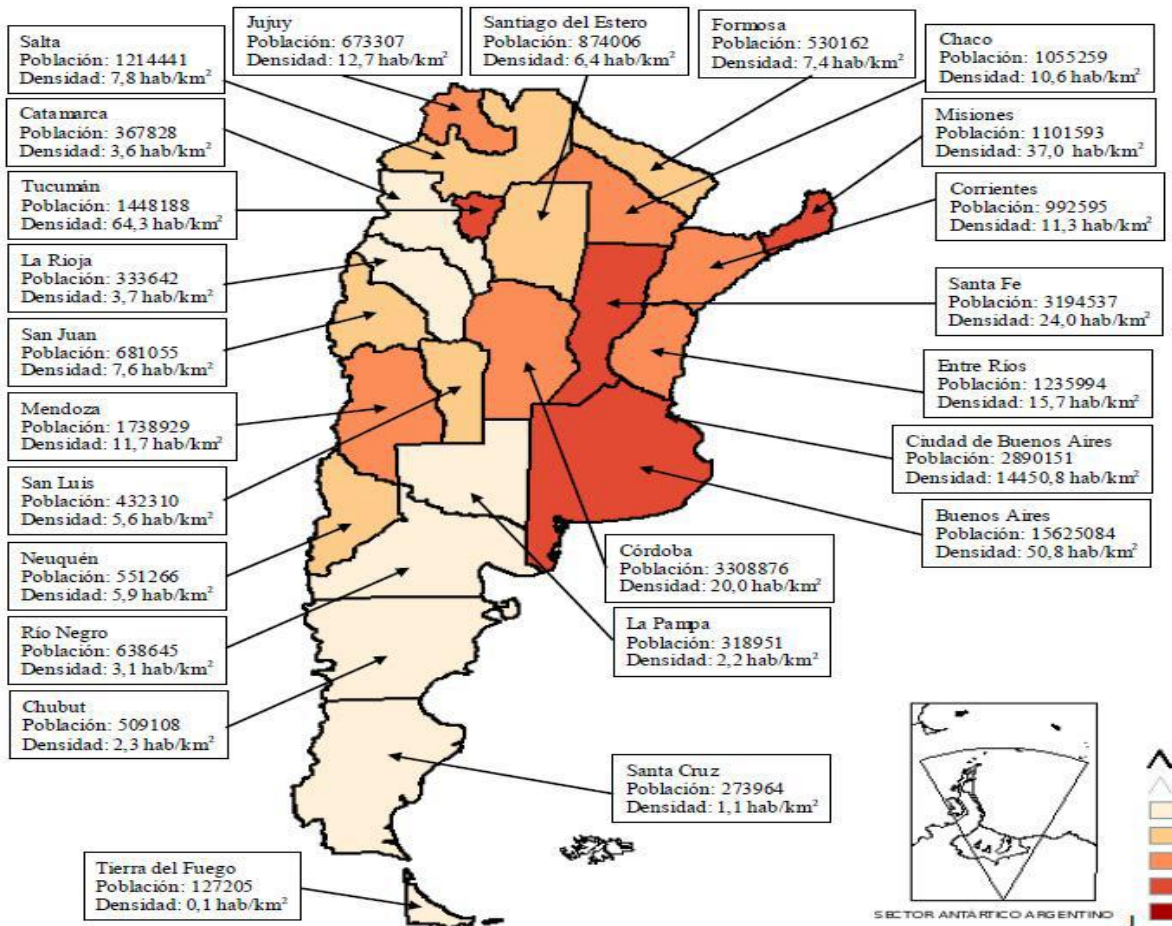 Jujuy
Población: 673307
Densidad: 12,7 hab/km²
Santiago del Estero
Población: 874006
Densidad: 6,4 hab/km²
Formosa
Población: 530162
Densidad: 7,4 hab/km²
Chaco
Población: 1055259
Densidad: 10,6 hab/km²
Salta
Población: 1214441
Densidad: 7,8 hab/km²
Catamarca
Población: 367828
Densidad: 3,6 hab/km²
Misiones
Población: 1101593
Densidad: 37,0 hab/km²
Tucumán
Población: 1448188
Densidad: 64,3 hab/km²
Corrientes
Población: 992595
Densidad: 11,3 hab/km²
La Rioja
Población: 333642
Densidad: 3,7 hab/km²
Santa Fe
Población: 3194537
Densidad: 24,0 hab/km²
San Juan
Población: 681055
Densidad: 7,6 hab/km²
Entre Ríos
Población: 1235994
Densidad: 15,7 hab/km²
Mendoza
Población: 1738929
Densidad: 11,7 hab/km²
Ciudad de Buenos Aires
Población: 2890151
Densidad: 14450,8 hab/km²
San Luis
Población: 432310
Densidad: 5,6 hab/km²
Buenos Aires
Población: 15625084
Densidad: 50,8 hab/km²
Neuquén
Población: 551266
Densidad: 5,9 hab/km²
Córdoba
Población: 3308876
Densidad: 20,0 hab/km²
Río Negro
Población: 638645
Densidad: 3,1 hab/km²
La Pampa
Población: 318951
Densidad: 2,2 hab/km²
Chubut
Población: 509108
Densidad: 2,3 hab/km²
Santa Cruz
Población: 273964
Densidad: 1,1 hab/km²
Tierra del Fuego
Población: 127205
Densidad: 0,1 hab/km²
SECTOR ANTARTICO ARGENTINO